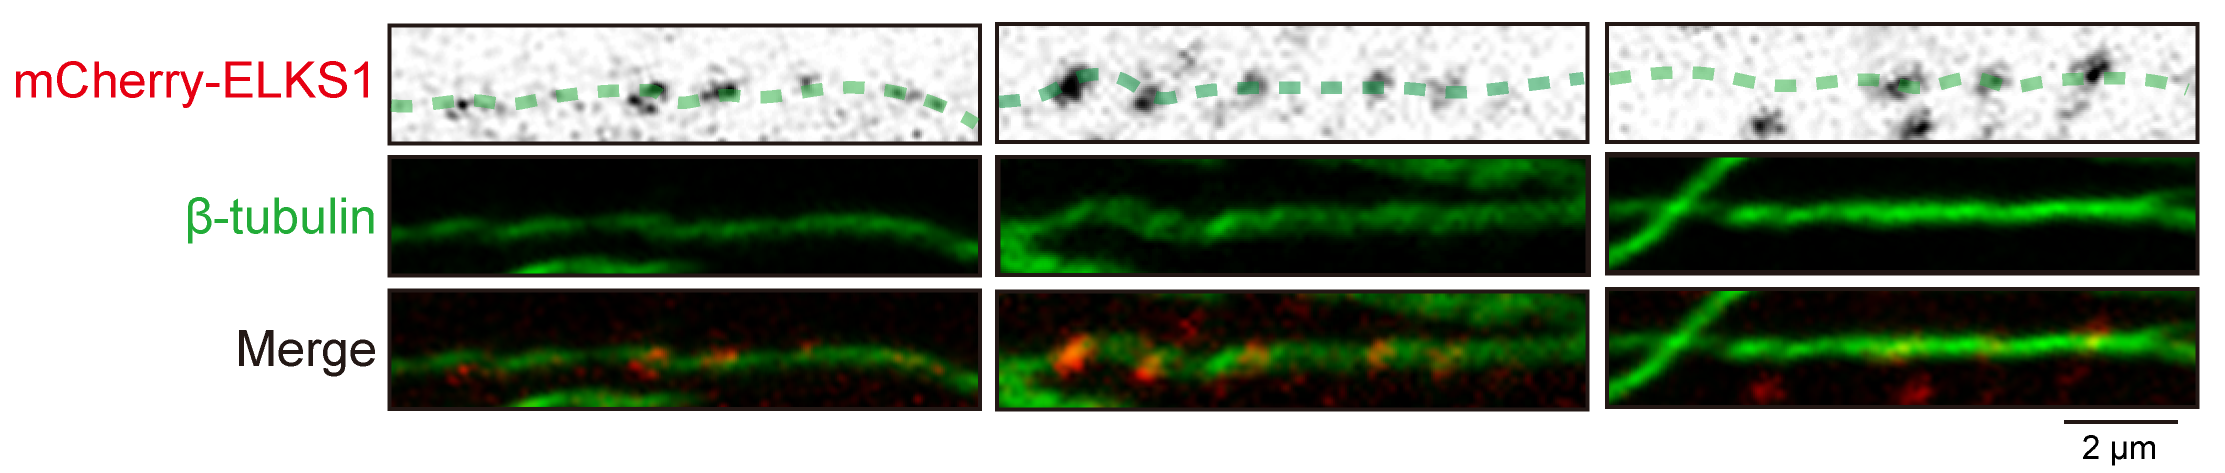 mCherry-ELKS1
β-tubulin
Merge
2 μm